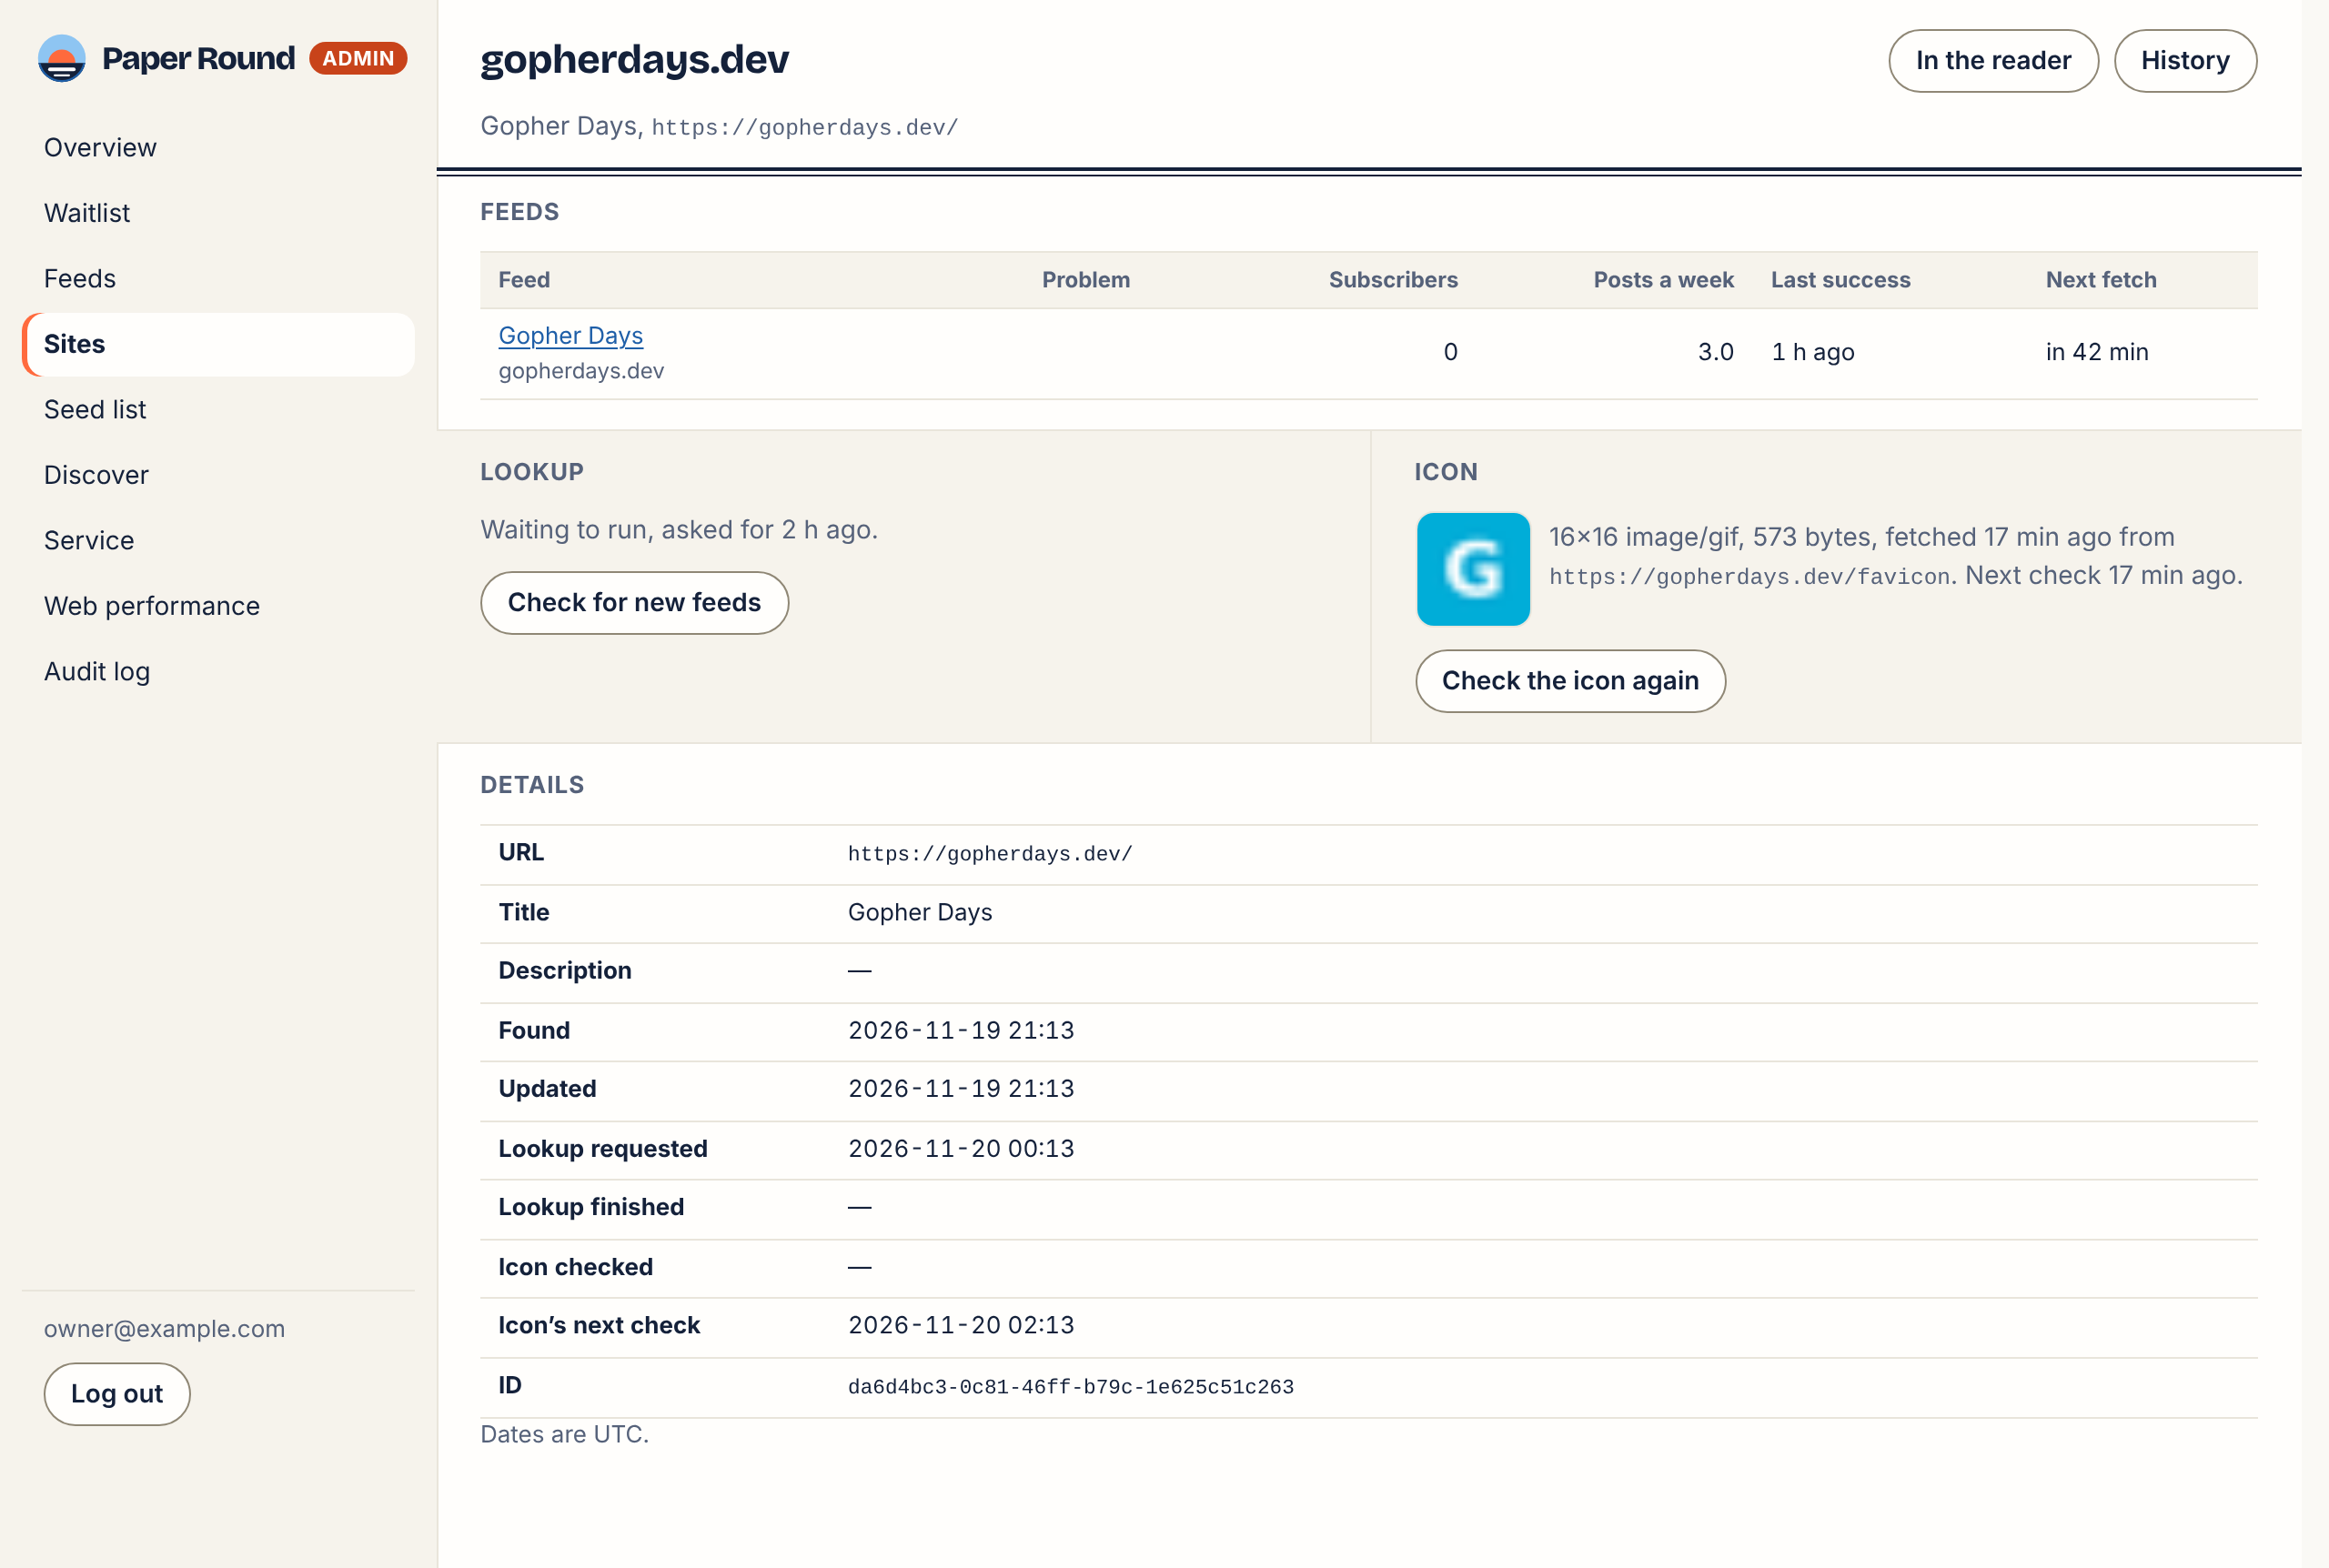 Paper Round ADMIN
Overview
Waitlist
Feeds
Sites
Seed list
Discover
Service
Web performance
Audit log
owner@example.com
Log out
gopherdays.dev
In the reader
History
Gopher Days, https://gopherdays.dev/
FEEDS
Feed Problem Subscribers Posts a week Last success Next fetch
Gopher Days
gopherdays.dev
0 3.0 1 h ago in 42 min
LOOKUP
Waiting to run, asked for 2 h ago.
Check for new feeds
ICON
G
16×16 image/gif, 573 bytes, fetched 17 min ago from
https://gopherdays.dev/favicon. Next check 17 min ago.
Check the icon again
DETAILS
URL https://gopherdays.dev/
Title Gopher Days
Description —
Found 2026-11-19 21:13
Updated 2026-11-19 21:13
Lookup requested 2026-11-20 00:13
Lookup finished —
Icon checked —
Icon’s next check 2026-11-20 02:13
ID da6d4bc3-0c81-46ff-b79c-1e625c51c263
Dates are UTC.